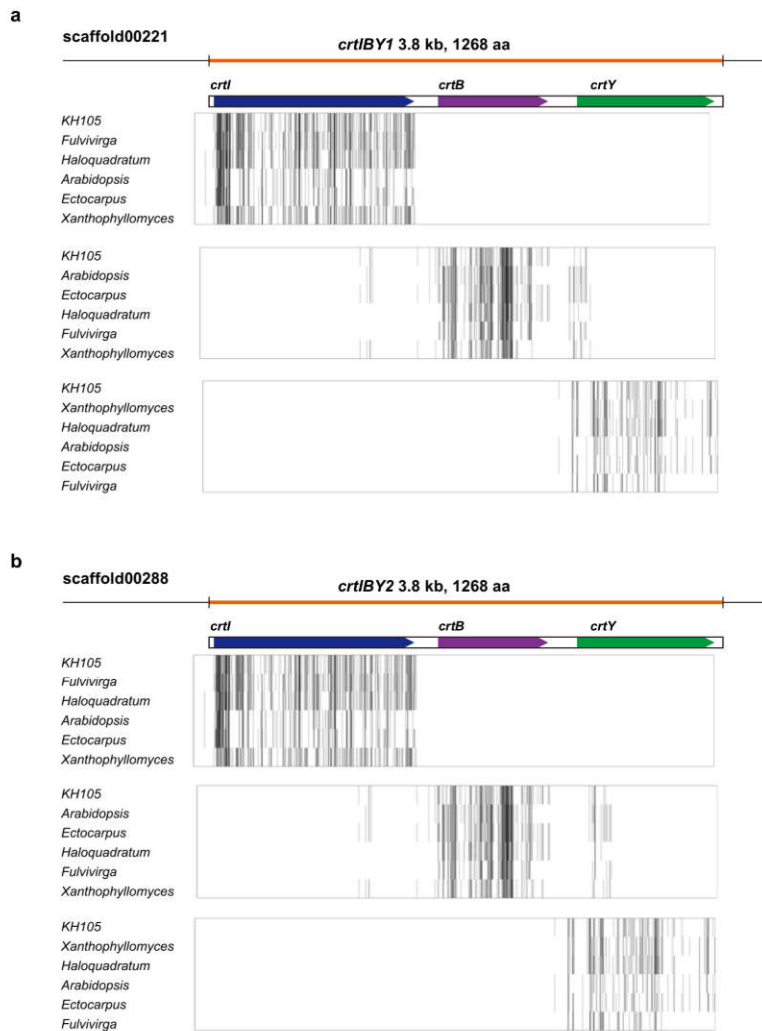 a
scaffold00221
crtIBY1 3.8 kb, 1268 aa
crtI crtB crtY
KH105
Fulvivirga
Haloquadratum
Arabidopsis
Ectocarpus
Xanthophyllomyces
KH105
Arabidopsis
Ectocarpus
Haloquadratum
Fulvivirga
Xanthophyllomyces
KH105
Xanthophyllomyces
Haloquadratum
Arabidopsis
Ectocarpus
Fulvivirga
b
scaffold00288
crtIBY2 3.8 kb, 1268 aa
crtI crtB crtY
KH105
Fulvivirga
Haloquadratum
Arabidopsis
Ectocarpus
Xanthophyllomyces
KH105
Arabidopsis
Ectocarpus
Haloquadratum
Fulvivirga
Xanthophyllomyces
KH105
Xanthophyllomyces
Haloquadratum
Arabidopsis
Ectocarpus
Fulvivirga